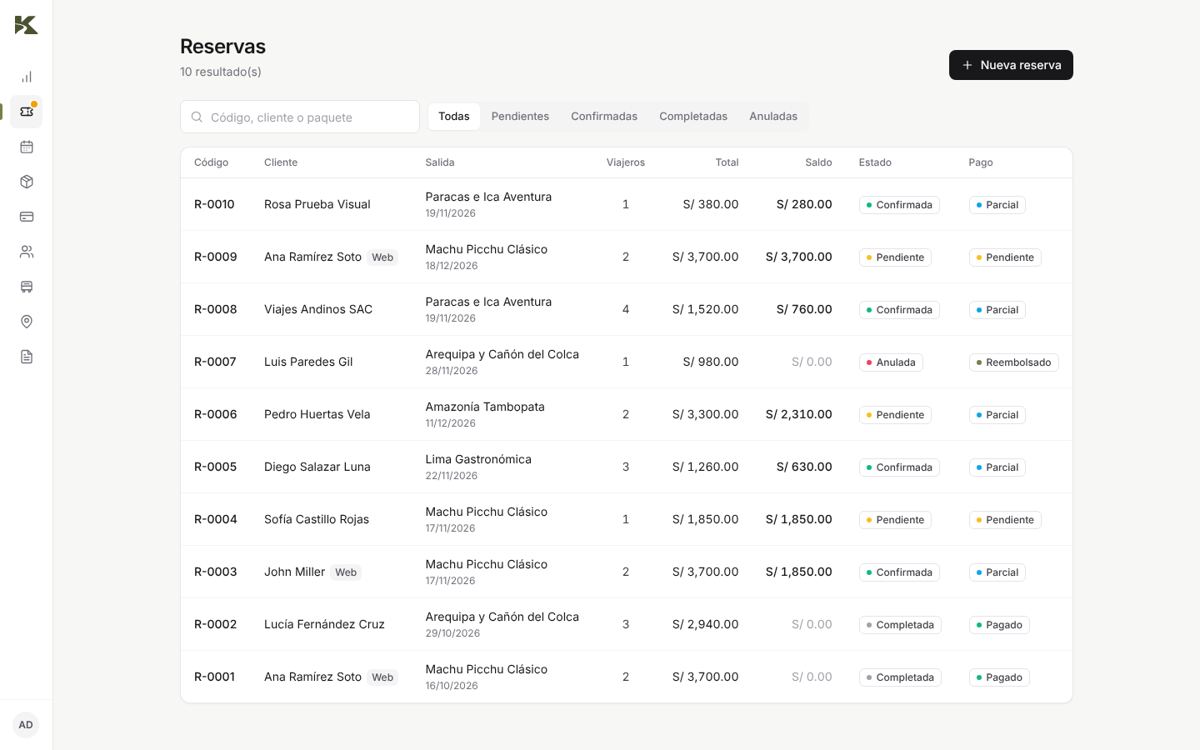 Reservas
10 resultado(s)
Nueva reserva
Código, cliente o paquete
Todas Pendientes Confirmadas Completadas Anuladas
Código Cliente Salida Viajeros Total Saldo Estado Pago
R-0010 Rosa Prueba Visual Paracas e Ica Aventura 1 S/ 380.00 S/ 280.00 Confirmada Parcial
19/11/2026
R-0009 Ana Ramírez Soto Web Machu Picchu Clásico 2 S/ 3,700.00 S/ 3,700.00 Pendiente Pendiente
18/12/2026
R-0008 Viajes Andinos SAC Paracas e Ica Aventura 4 S/ 1,520.00 S/ 760.00 Confirmada Parcial
19/11/2026
R-0007 Luis Paredes Gil Arequipa y Cañón del Colca 1 S/ 980.00 S/ 0.00 Anulada Reembolsado
28/11/2026
R-0006 Pedro Huertas Vela Amazonía Tambopata 2 S/ 3,300.00 S/ 2,310.00 Pendiente Parcial
11/12/2026
R-0005 Diego Salazar Luna Lima Gastronómica 3 S/ 1,260.00 S/ 630.00 Confirmada Parcial
22/11/2026
R-0004 Sofía Castillo Rojas Machu Picchu Clásico 1 S/ 1,850.00 S/ 1,850.00 Pendiente Pendiente
17/11/2026
R-0003 John Miller Web Machu Picchu Clásico 2 S/ 3,700.00 S/ 1,850.00 Confirmada Parcial
17/11/2026
R-0002 Lucía Fernández Cruz Arequipa y Cañón del Colca 3 S/ 2,940.00 S/ 0.00 Completada Pagado
29/10/2026
R-0001 Ana Ramírez Soto Web Machu Picchu Clásico 2 S/ 3,700.00 S/ 0.00 Completada Pagado
16/10/2026
AD